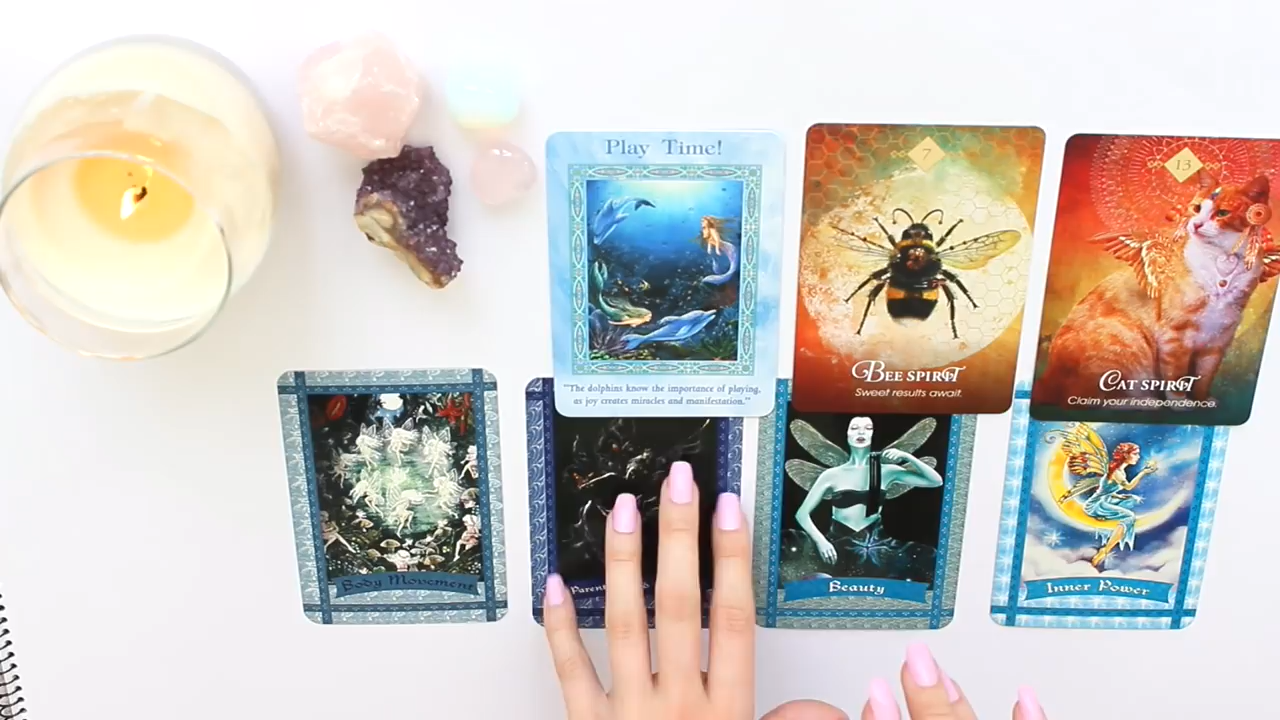 Play Time!
"The dolphins know the importance of playing,
as joy creates miracles and manifestation."
7
BEE SPIRIT
Sweet results await.
13
CAT SPIRIT
Claim your independence.
Body Movement
Beauty
Inner Power